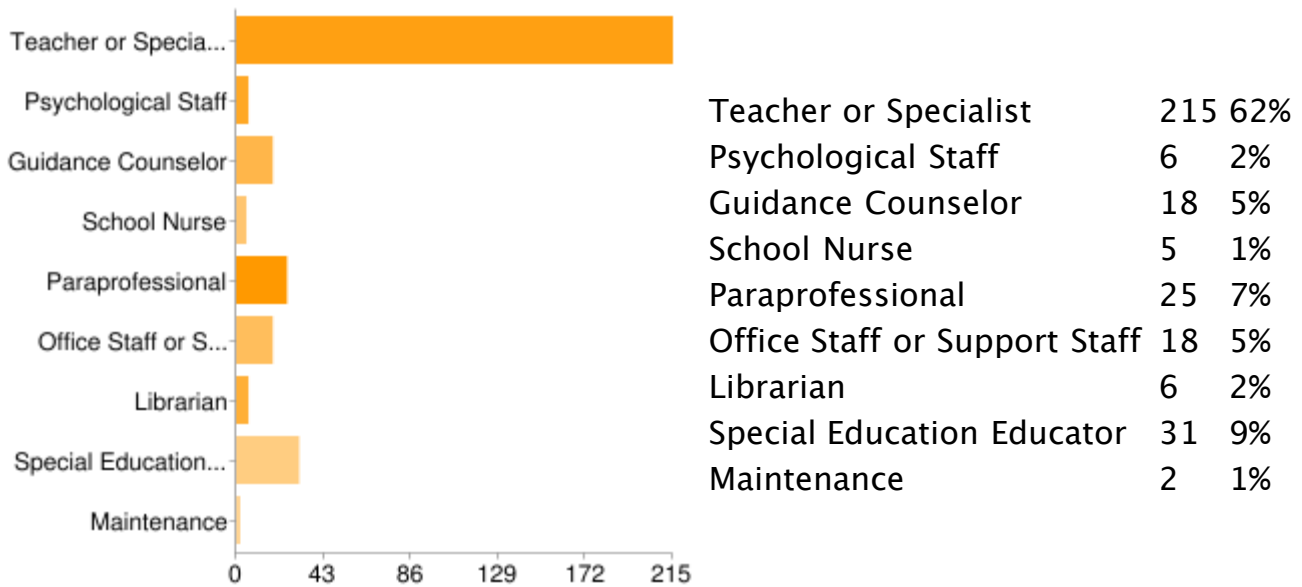 Teacher or Specia...
Psychological Staff
Guidance Counselor
School Nurse
Paraprofessional
Office Staff or S...
Librarian
Special Education...
Maintenance
0 43 86 129 172 215
Teacher or Specialist 215 62%
Psychological Staff 6 2%
Guidance Counselor 18 5%
School Nurse 5 1%
Paraprofessional 25 7%
Office Staff or Support Staff 18 5%
Librarian 6 2%
Special Education Educator 31 9%
Maintenance 2 1%